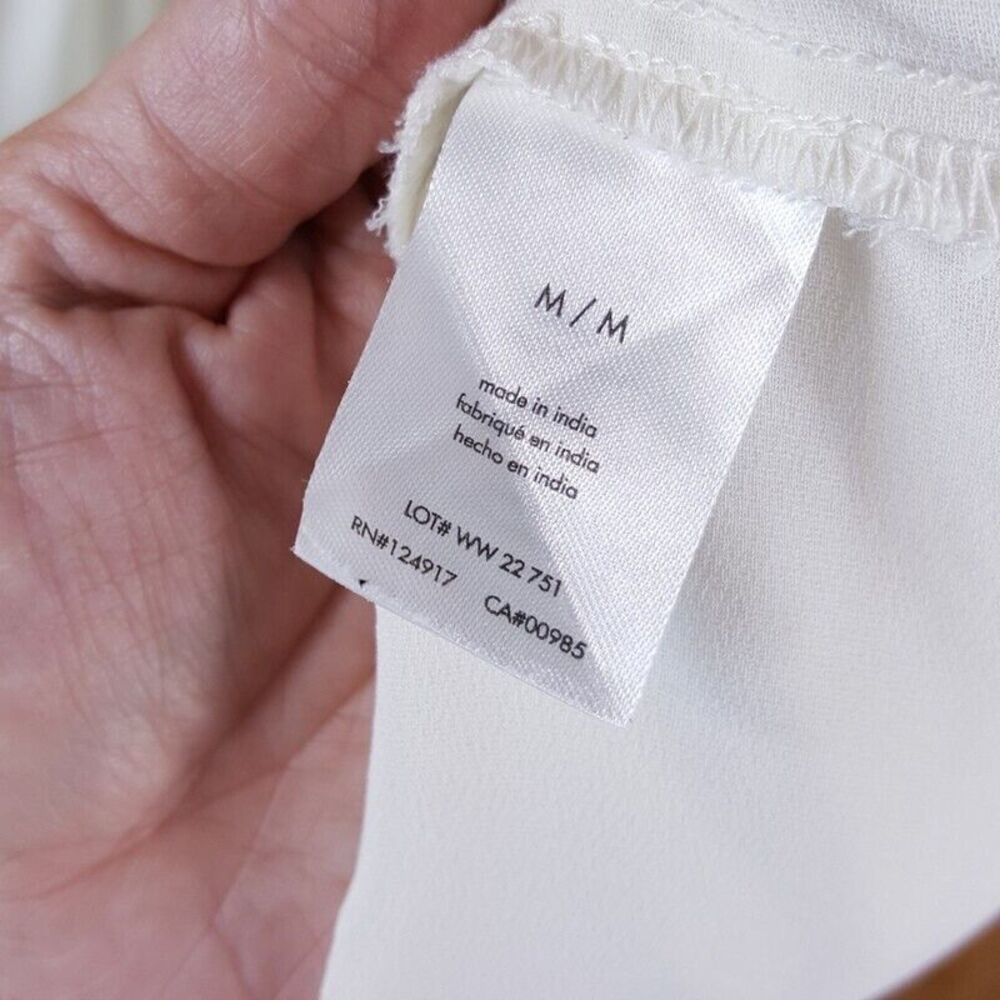 M / M
made in india
fabriqué en india
hecho en india
LOT# WW 22 751
RN#124917 CA#00985